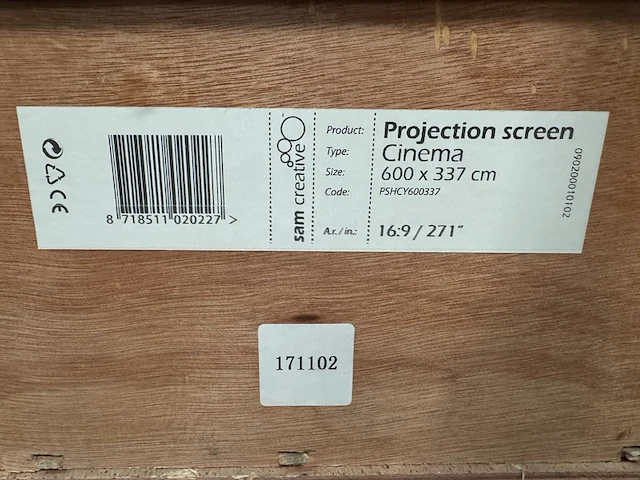 8 718511 020227 >
sam creative
Product: Projection screen
Type: Cinema
Size: 600 x 337 cm
Code: PSHCY600337
A.r./in.: 16:9 / 271"
09020001O102
171102